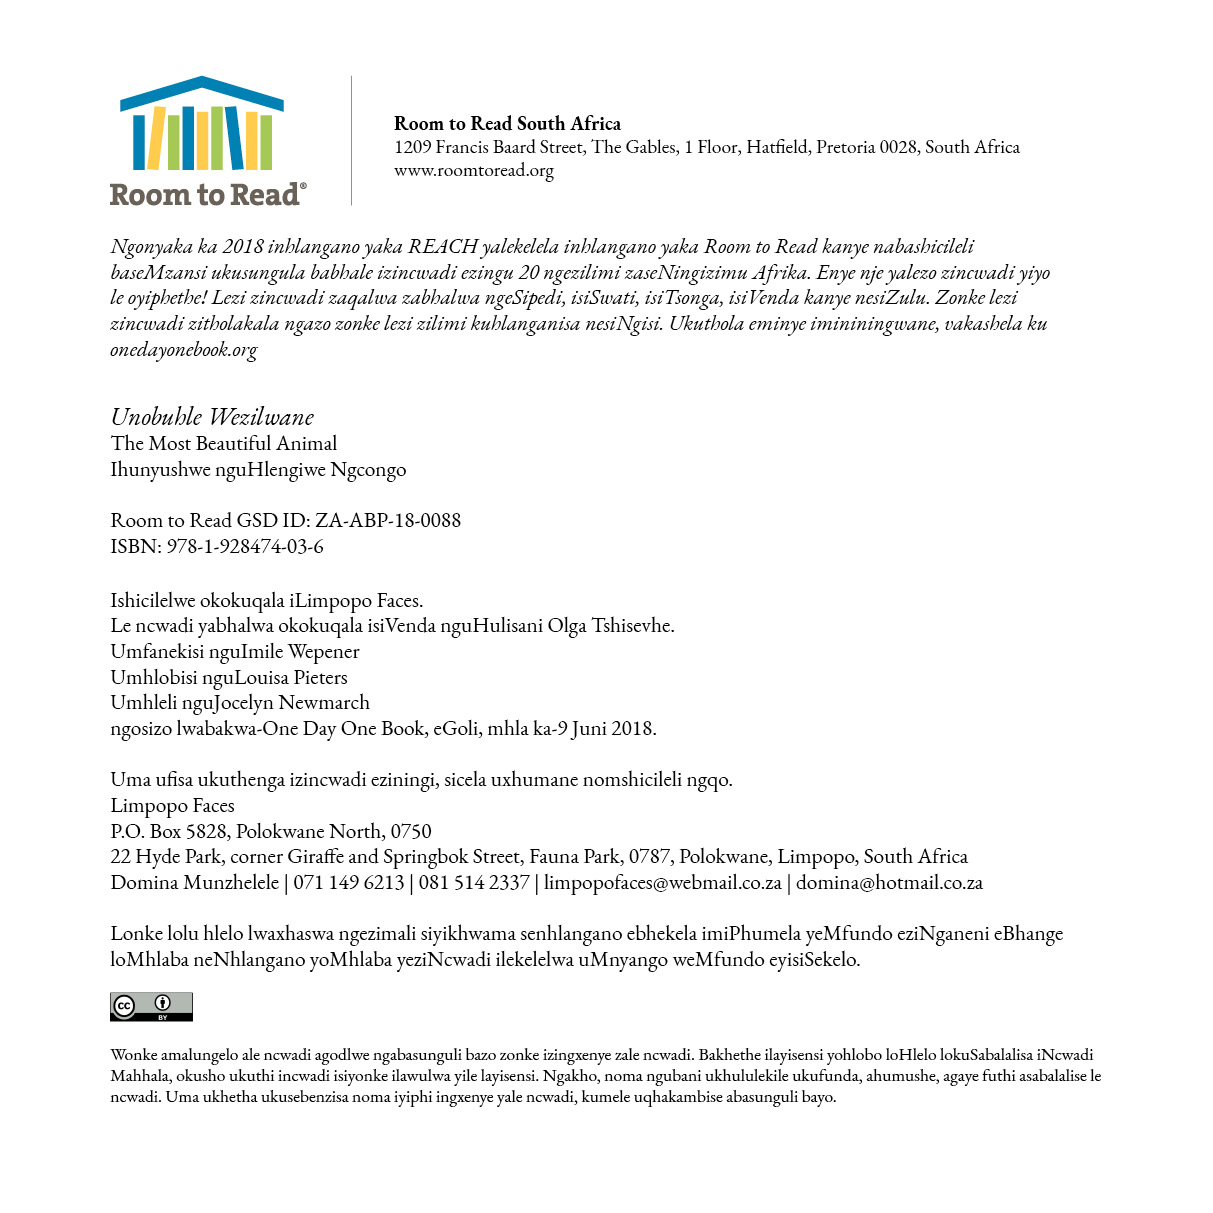 Room to Read®
Room to Read South Africa
1209 Francis Baard Street, The Gables, 1 Floor, Hatfield, Pretoria 0028, South Africa
www.roomtoread.org
Ngonyaka ka 2018 inhlangano yaka REACH yalekelela inhlangano yaka Room to Read kanye nabashicileli
baseMzansi ukusungula babhale izincwadi ezingu 20 ngezilimi zaseNingizimu Afrika. Enye nje yalezo zincwadi yiyo
le oyiphethe! Lezi zincwadi zaqalwa zabhalwa ngeSipedi, isiSwati, isiTsonga, isiVenda kanye nesiZulu. Zonke lezi
zincwadi zitholakala ngazo zonke lezi zilimi kuhlanganisa nesiNgisi. Ukuthola eminye imininingwane, vakashela ku
onedayonebook.org
Unobuhle Wezilwane
The Most Beautiful Animal
Ihunyushwe nguHlengiwe Ngcongo
Room to Read GSD ID: ZA-ABP-18-0088
ISBN: 978-1-928474-03-6
Ishicilelwe okokuqala iLimpopo Faces.
Le ncwadi yabhalwa okokuqala isiVenda nguHulisani Olga Tshisevhe.
Umfanekisi nguImile Wepener
Umhlobisi nguLouisa Pieters
Umhleli nguJocelyn Newmarch
ngosizo lwabakwa-One Day One Book, eGoli, mhla ka-9 Juni 2018.
Uma ufisa ukuthenga izincwadi eziningi, sicela uxhumane nomshicileli ngqo.
Limpopo Faces
P.O. Box 5828, Polokwane North, 0750
22 Hyde Park, corner Giraffe and Springbok Street, Fauna Park, 0787, Polokwane, Limpopo, South Africa
Domina Munzhelele | 071 149 6213 | 081 514 2337 | limpopofaces@webmail.co.za | domina@hotmail.co.za
Lonke lolu hlelo lwaxhaswa ngezimali siyikhwama senhlangano ebhekela imiPhumela yeMfundo eziNganeni eBhange
loMhlaba neNhlangano yoMhlaba yeziNcwadi ilekelelwa uMnyango weMfundo eyisiSekelo.
cc BY
Wonke amalungelo ale ncwadi agodlwe ngabasunguli bazo zonke izingxenye zale ncwadi. Bakhethe ilayisensi yohlobo loHlelo lokuSabalalisa iNcwadi
Mahhala, okusho ukuthi incwadi isiyonke ilawulwa yile layisensi. Ngakho, noma ngubani ukhululekile ukufunda, ahumushe, agaye futhi asabalalise le
ncwadi. Uma ukhetha ukusebenzisa noma iyiphi ingxenye yale ncwadi, kumele uqhakambise abasunguli bayo.